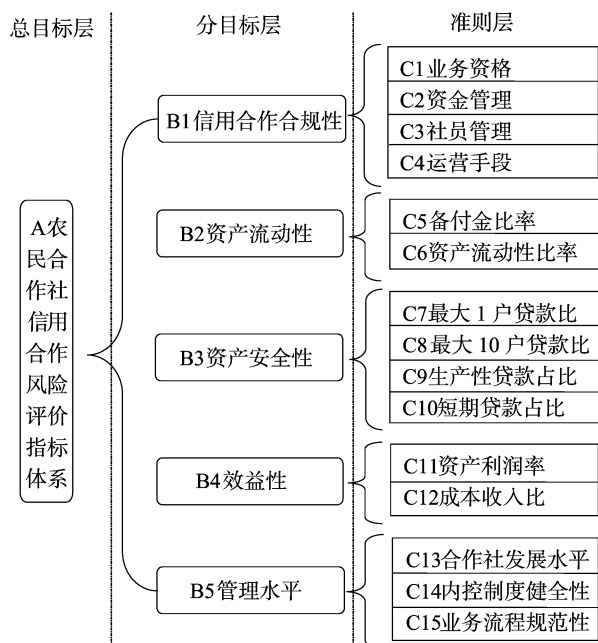 总目标层
分目标层
准则层
A农
民合
作社
信用
合作
风险
评价
指标
体系
B1信用合作合规性
C1业务资格
C2资金管理
C3社员管理
C4运营手段
B2资产流动性
C5备付金比率
C6资产流动性比率
B3资产安全性
C7最大 1 户贷款比
C8最大 10 户贷款比
C9生产性贷款占比
C10短期贷款占比
B4效益性
C11资产利润率
C12成本收入比
B5管理水平
C13合作社发展水平
C14内控制度健全性
C15业务流程规范性